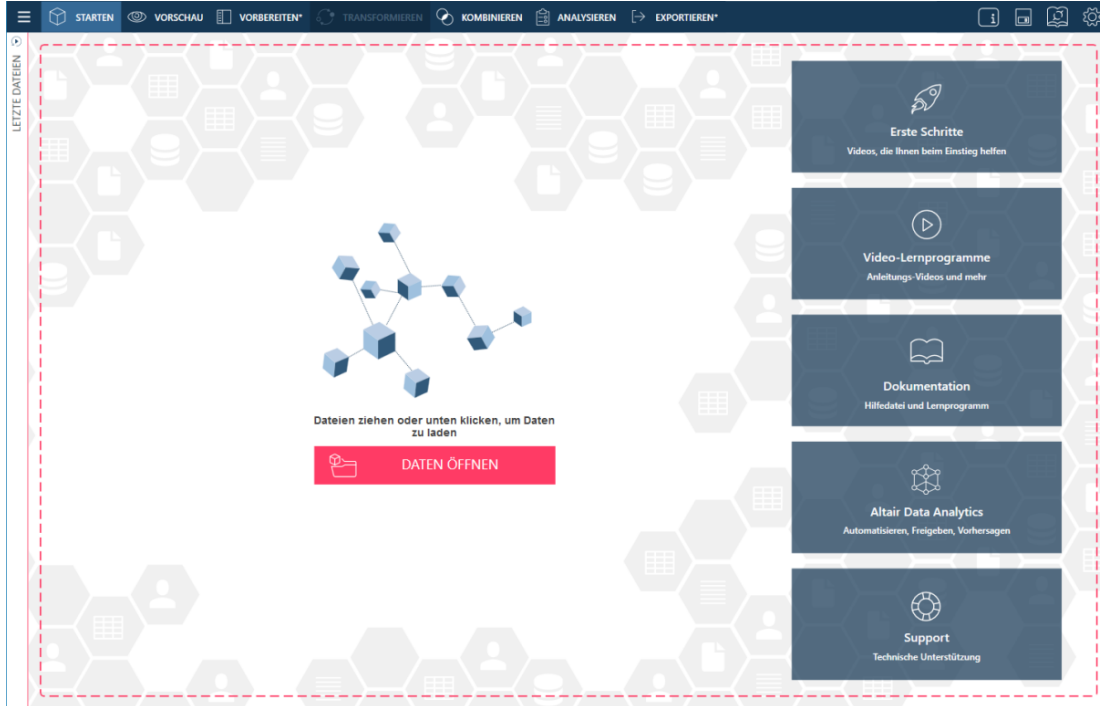 STARTEN
VORSCHAU
VORBEREITEN*
TRANSFORMIEREN
KOMBINIEREN
ANALYSIEREN
EXPORTIEREN*
LETZTE DATEIEN
Dateien ziehen oder unten klicken, um Daten
zu laden
DATEN ÖFFNEN
Erste Schritte
Videos, die Ihnen beim Einstieg helfen
Video-Lernprogramme
Anleitungs-Videos und mehr
Dokumentation
Hilfedatei und Lernprogramm
Altair Data Analytics
Automatisieren, Freigeben, Vorhersagen
Support
Technische Unterstützung